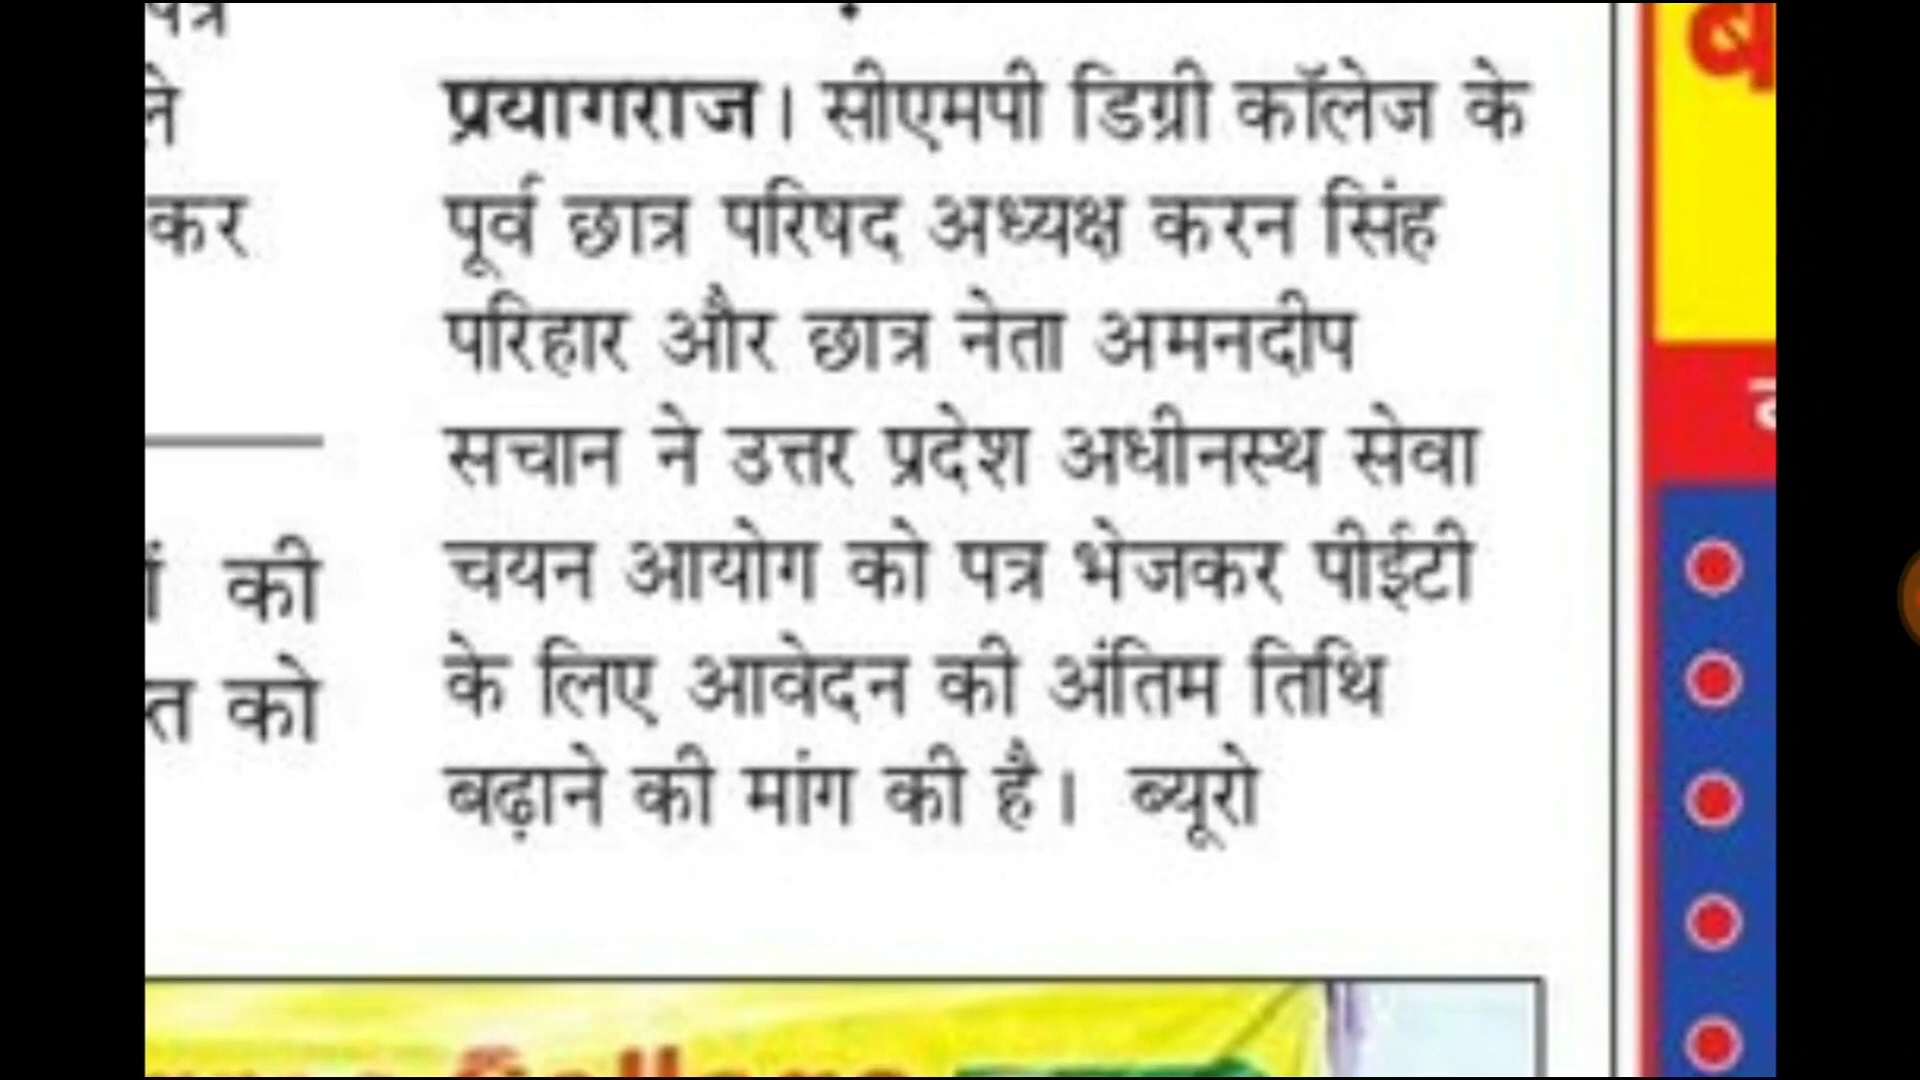 कर
की
त को
प्रयागराज। सीएमपी डिग्री कॉलेज के
पूर्व छात्र परिषद अध्यक्ष करन सिंह
परिहार और छात्र नेता अमनदीप
सचान ने उत्तर प्रदेश अधीनस्थ सेवा
चयन आयोग को पत्र भेजकर पीईटी
के लिए आवेदन की अंतिम तिथि
बढ़ाने की मांग की है। ब्यूरो